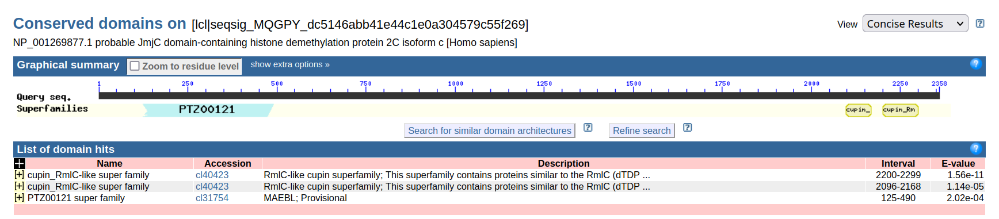 Conserved domains on [lcl|seqsig_MQGPY_dc5146abb41e44c1e0a304579c55f269]
View Concise Results ?
NP_001269877.1 probable JmjC domain-containing histone demethylation protein 2C isoform c [Homo sapiens]
Graphical summary Zoom to residue level show extra options » ?
1 250 500 750 1000 1250 1500 1750 2000 2250 2358
Query seq.
Superfamilies PTZ00121 cupin_ cupin_Rm
Search for similar domain architectures ? Refine search ?
List of domain hits ?
+ Name Accession Description Interval E-value
[+] cupin_RmlC-like super family cl40423 RmlC-like cupin superfamily; This superfamily contains proteins similar to the RmlC (dTDP ... 2200-2299 1.56e-11
[+] cupin_RmlC-like super family cl40423 RmlC-like cupin superfamily; This superfamily contains proteins similar to the RmlC (dTDP ... 2096-2168 1.14e-05
[+] PTZ00121 super family cl31754 MAEBL; Provisional 125-490 2.02e-04